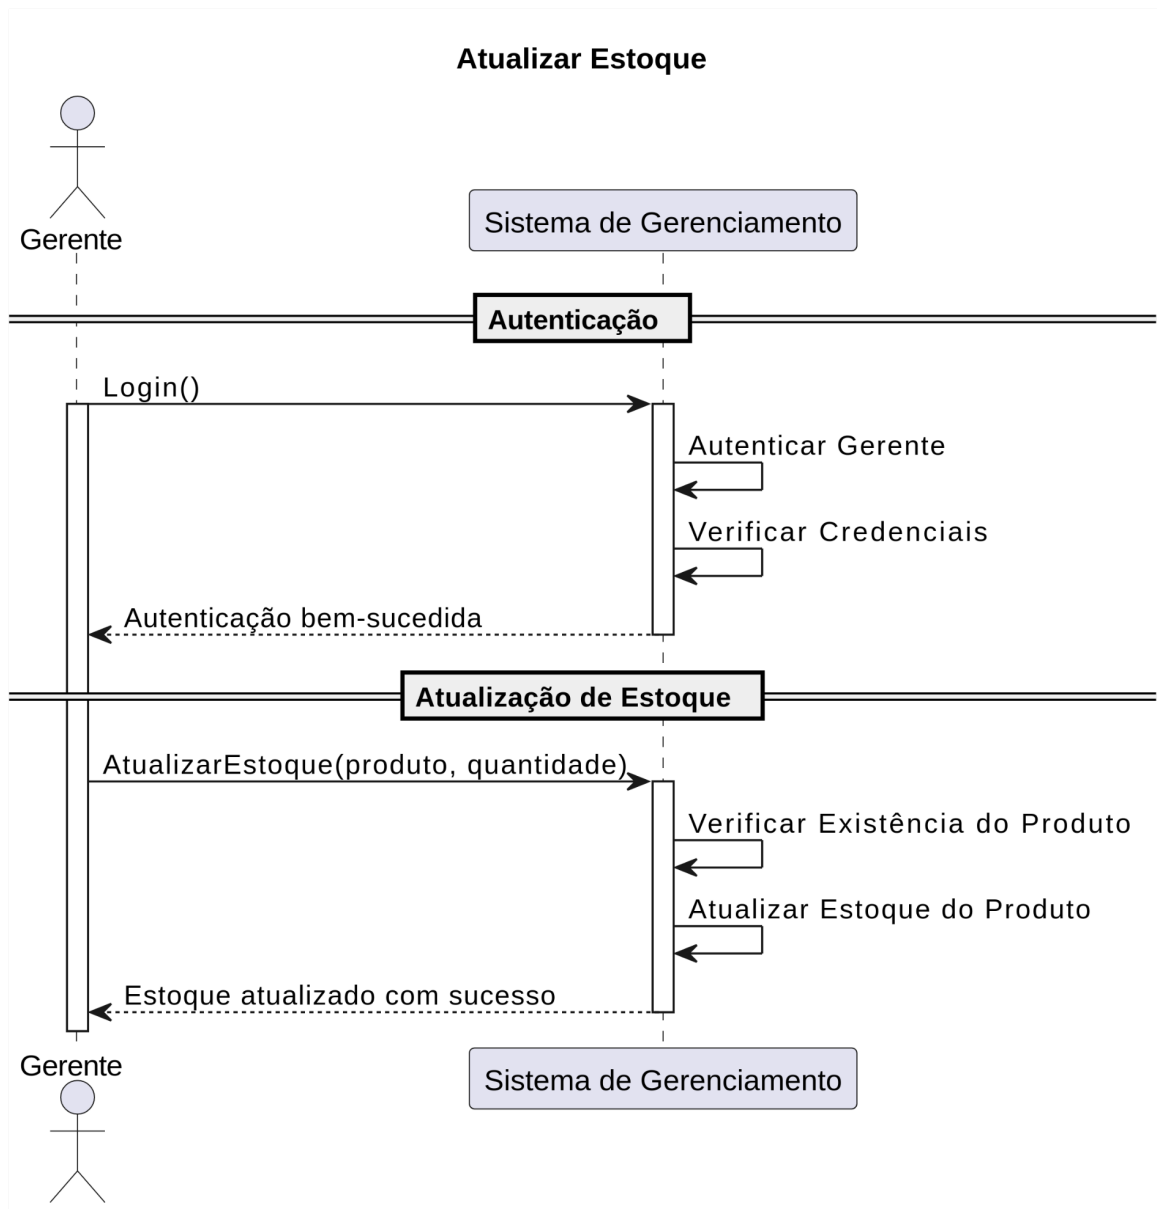 Atualizar Estoque
Gerente
Sistema de Gerenciamento
Autenticação
Login()
Autenticar Gerente
Verificar Credenciais
Autenticação bem-sucedida
Atualização de Estoque
AtualizarEstoque(produto, quantidade)
Verificar Existência do Produto
Atualizar Estoque do Produto
Estoque atualizado com sucesso
Gerente
Sistema de Gerenciamento